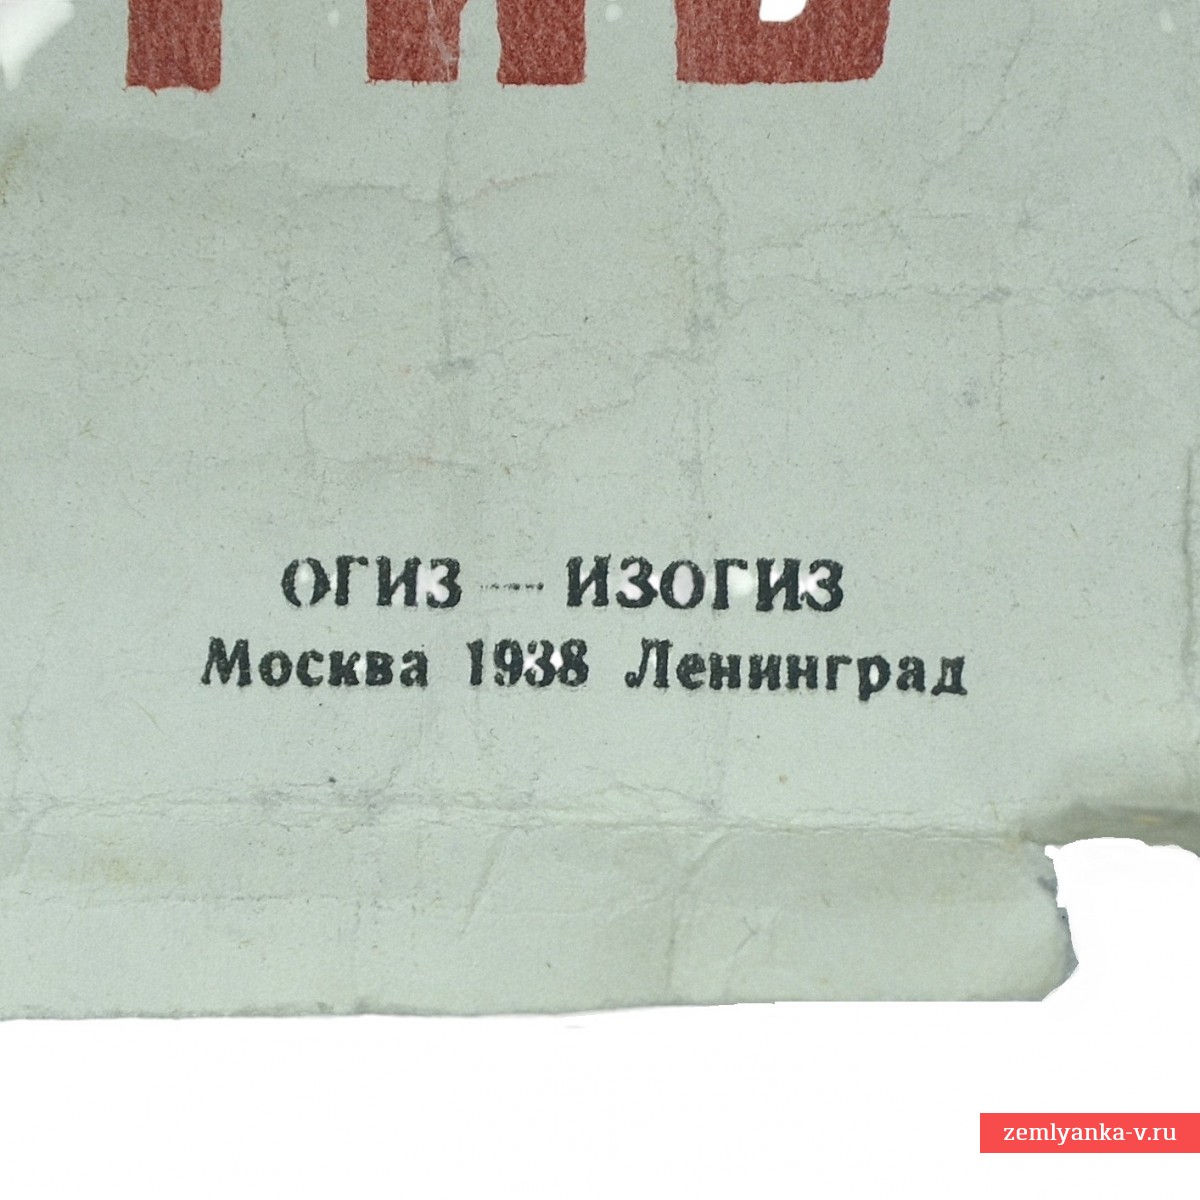 ОГИЗ — ИЗОГИЗ
Москва 1938 Ленинград
zemlyanka-v.ru